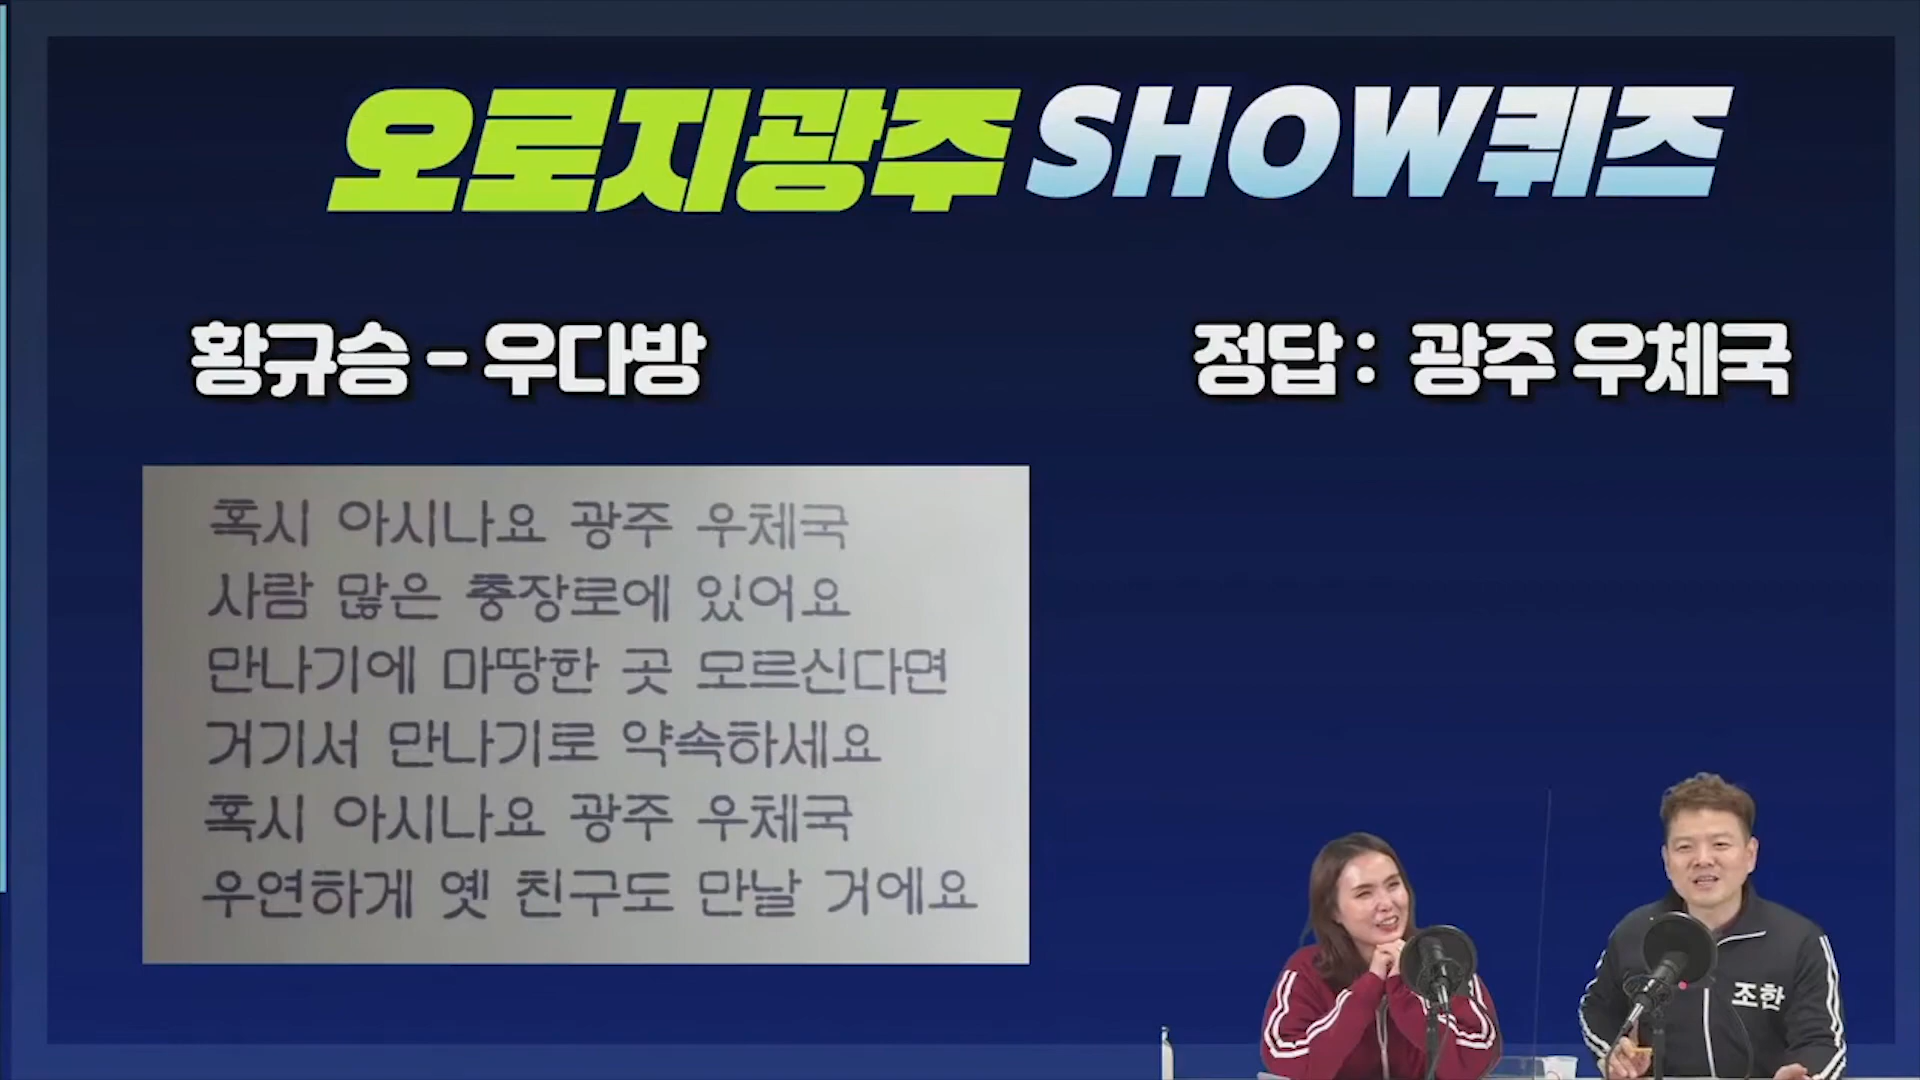 오로지광주 SHOW퀴즈
황규승 - 우다방
정답 : 광주 우체국
혹시 아시나요 광주 우체국
사람 많은 충장로에 있어요
만나기에 마땅한 곳 모르신다면
거기서 만나기로 약속하세요
혹시 아시나요 광주 우체국
우연하게 옛 친구도 만날 거에요
조한